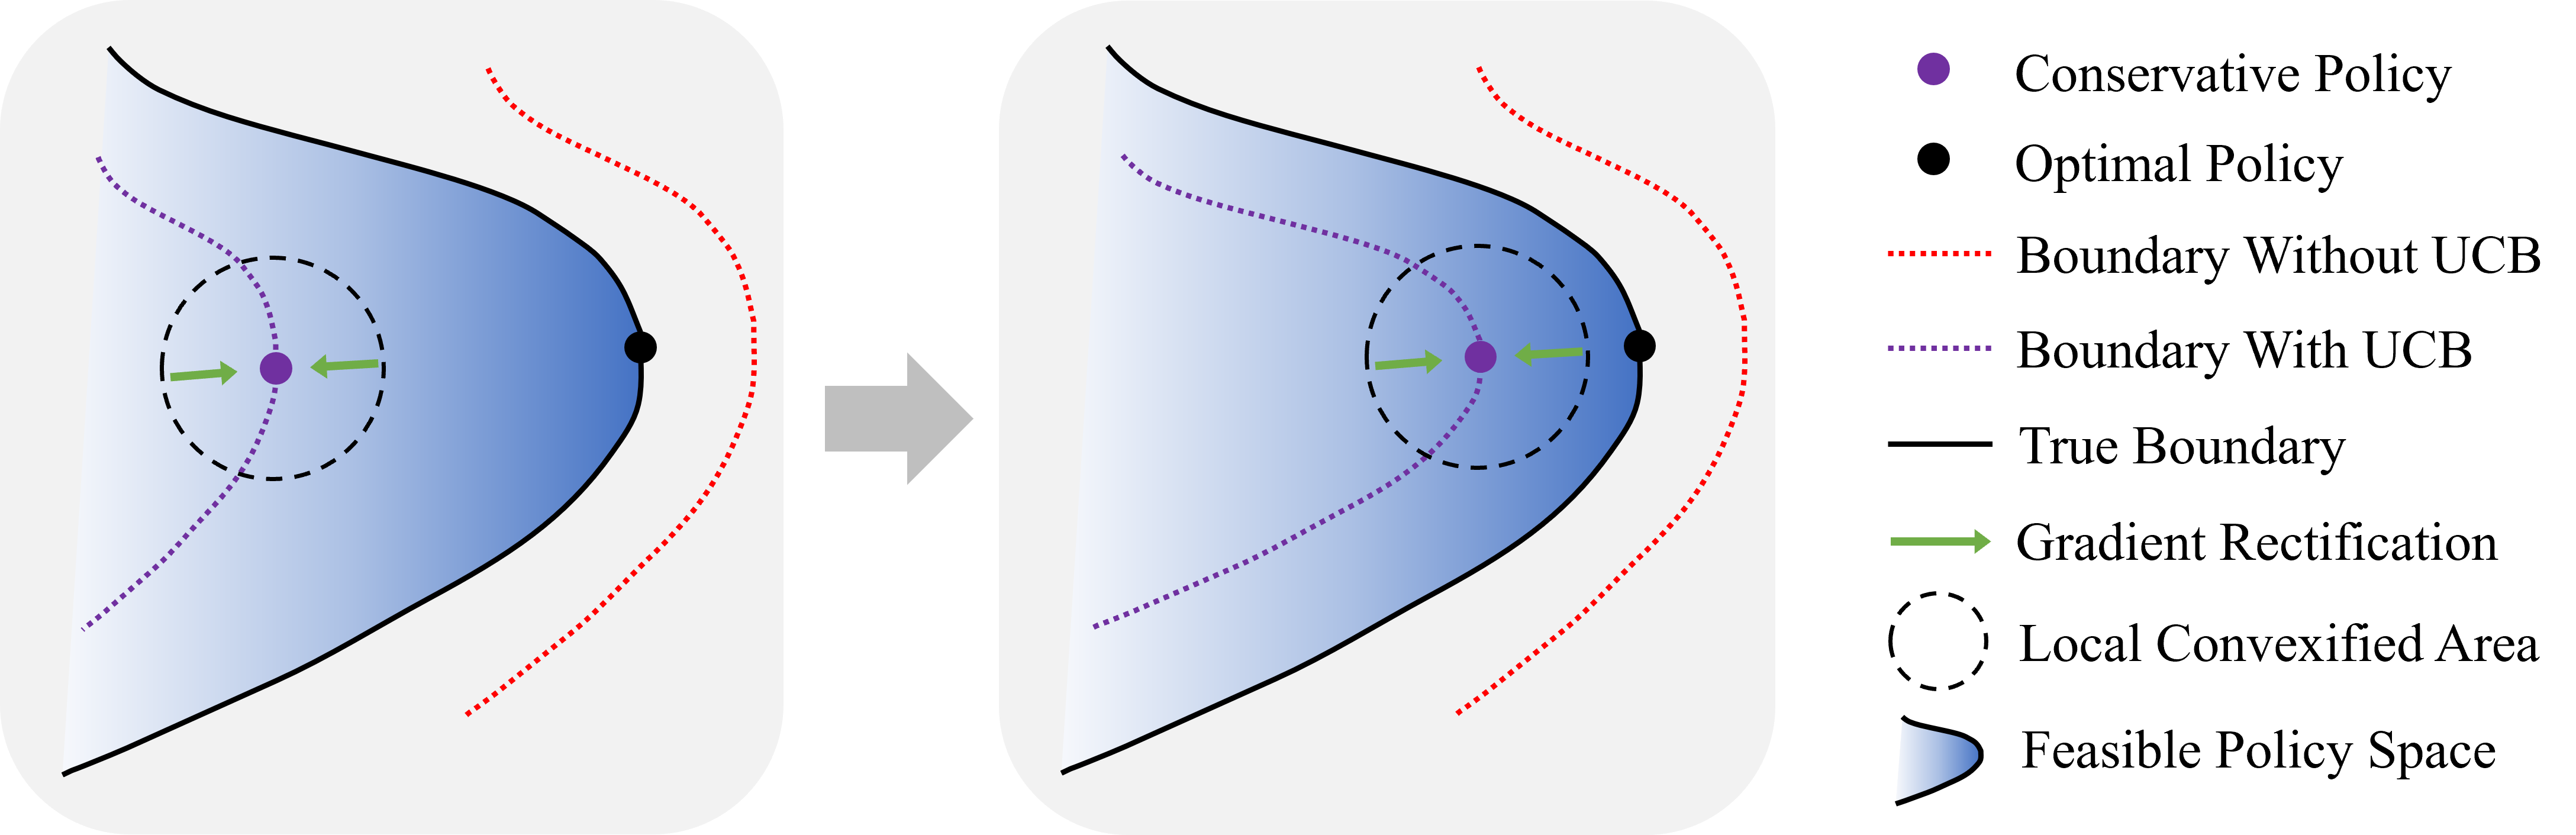 Conservative Policy
Optimal Policy
Boundary Without UCB
Boundary With UCB
True Boundary
Gradient Rectification
Local Convexified Area
Feasible Policy Space